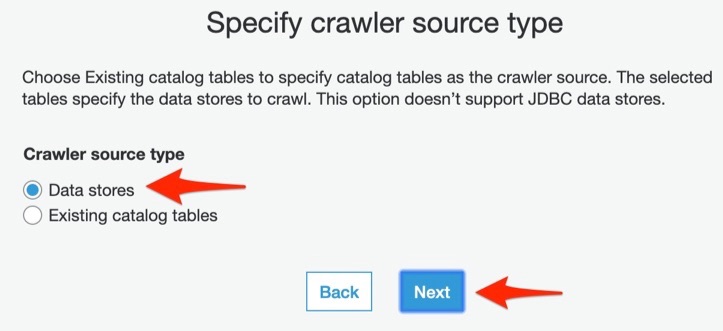 Specify crawler source type
Choose Existing catalog tables to specify catalog tables as the crawler source. The selected
tables specify the data stores to crawl. This option doesn’t support JDBC data stores.
Crawler source type
Data stores
Existing catalog tables
Back Next